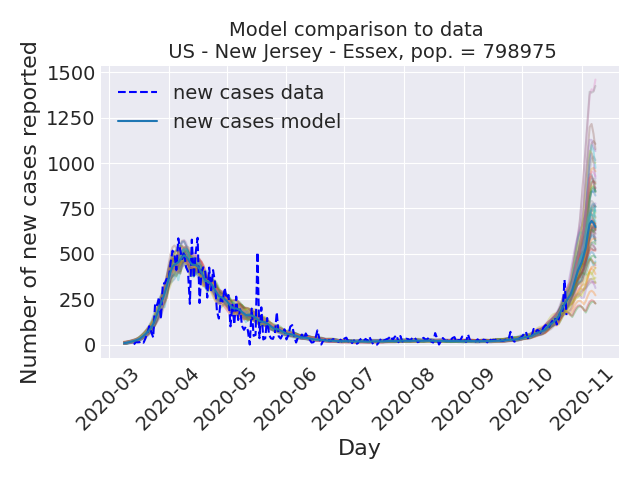 Model comparison to data
US - New Jersey - Essex, pop. = 798975
Number of new cases reported
1500
1250
1000
750
500
250
0
new cases data
new cases model
2020-03
2020-04
2020-05
2020-06
2020-07
2020-08
2020-09
2020-10
2020-11
Day